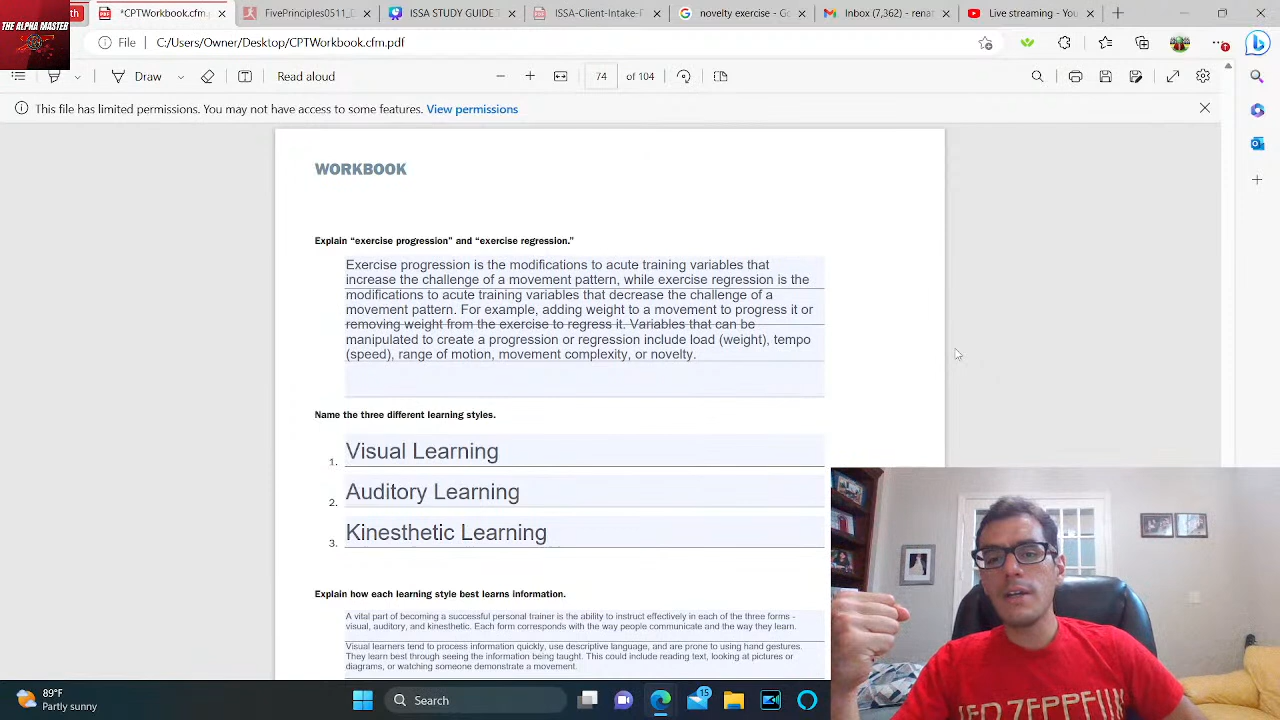 THE ALPHA MASTER
th
*CPTWorkbook.cfm.
FivePrinciples0511_D
ISSA STUDY GUIDE
ISSA-Client-Intake-
novelty exercise
Inbox (7,362) - renar
Live streaming - You
File
C:/Users/Owner/Desktop/CPTWorkbook.cfm.pdf
Draw
Read aloud
74
of 104
This file has limited permissions. You may not have access to some features. View permissions
WORKBOOK
Explain “exercise progression” and “exercise regression.”
Exercise progression is the modifications to acute training variables that
increase the challenge of a movement pattern, while exercise regression is the
modifications to acute training variables that decrease the challenge of a
movement pattern. For example, adding weight to a movement to progress it or
removing weight from the exercise to regress it. Variables that can be
manipulated to create a progression or regression include load (weight), tempo
(speed), range of motion, movement complexity, or novelty.
Name the three different learning styles.
1. Visual Learning
2. Auditory Learning
3. Kinesthetic Learning
Explain how each learning style best learns information.
A vital part of becoming a successful personal trainer is the ability to instruct effectively in each of the three forms -
visual, auditory, and kinesthetic. Each form corresponds with the way people communicate and the way they learn.
Visual learners tend to process information quickly, use descriptive language, and are prone to using hand gestures.
They learn best through seeing the information being taught. This could include reading text, looking at pictures or
diagrams, or watching someone demonstrate a movement.
LED ZEPPELIN
89°F
Partly sunny
Search
15